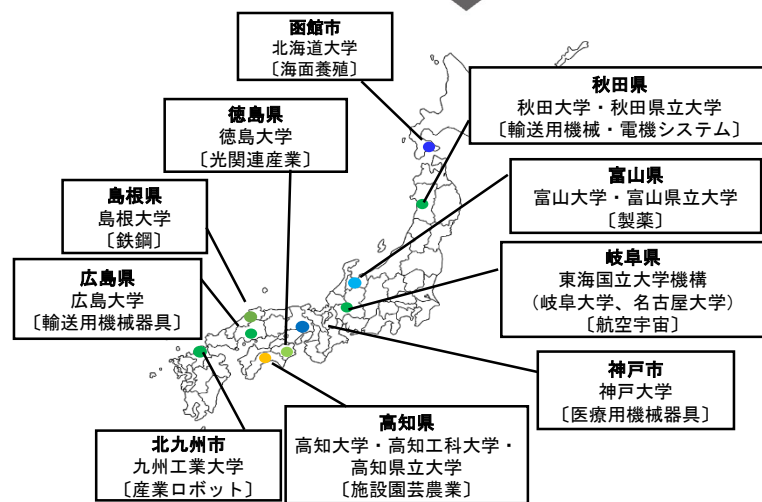 函館市
北海道大学
〔海面養殖〕
秋田県
秋田大学・秋田県立大学
〔輸送用機械・電機システム〕
徳島県
徳島大学
〔光関連産業〕
富山県
富山大学・富山県立大学
〔製薬〕
島根県
島根大学
〔鉄鋼〕
岐阜県
東海国立大学機構
（岐阜大学、名古屋大学）
〔航空宇宙〕
広島県
広島大学
〔輸送用機械器具〕
神戸市
神戸大学
〔医療用機械器具〕
高知県
高知大学・高知工科大学・
高知県立大学
〔施設園芸農業〕
北九州市
九州工業大学
〔産業ロボット〕